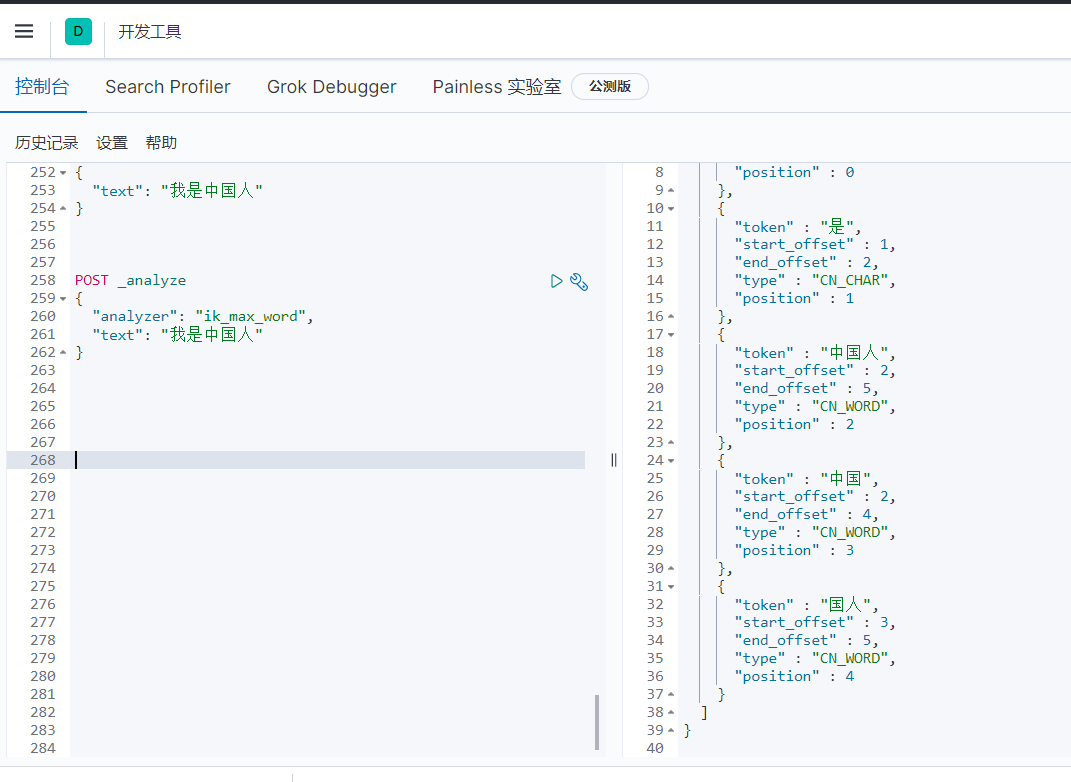 D 开发工具
控制台 Search Profiler Grok Debugger Painless 实验室 公测版
历史记录 设置 帮助
252 {
253 "text": "我是中国人"
254 }
255
256
257
258 POST _analyze
259 {
260 "analyzer": "ik_max_word",
261 "text": "我是中国人"
262 }
263
264
265
266
267
268
269
270
271
272
273
274
275
276
277
278
279
280
281
282
283
284
8 "position" : 0
9 },
10 {
11 "token" : "是",
12 "start_offset" : 1,
13 "end_offset" : 2,
14 "type" : "CN_CHAR",
15 "position" : 1
16 },
17 {
18 "token" : "中国人",
19 "start_offset" : 2,
20 "end_offset" : 5,
21 "type" : "CN_WORD",
22 "position" : 2
23 },
24 {
25 "token" : "中国",
26 "start_offset" : 2,
27 "end_offset" : 4,
28 "type" : "CN_WORD",
29 "position" : 3
30 },
31 {
32 "token" : "国人",
33 "start_offset" : 3,
34 "end_offset" : 5,
35 "type" : "CN_WORD",
36 "position" : 4
37 }
38 ]
39 }
40